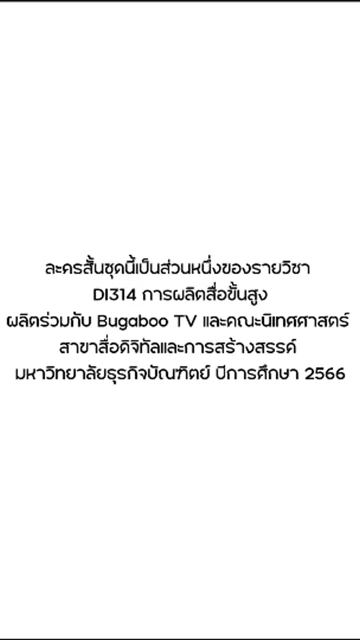 ละครสั้นชุดนี้เป็นส่วนหนึ่งของรายวิชา
DI314 การผลิตสื่อขั้นสูง
ผลิตร่วมกับ Bugaboo TV และคณะนิเทศศาสตร์
สาขาสื่อดิจิทัลและการสร้างสรรค์
มหาวิทยาลัยธุรกิจบัณฑิตย์ ปีการศึกษา 2566